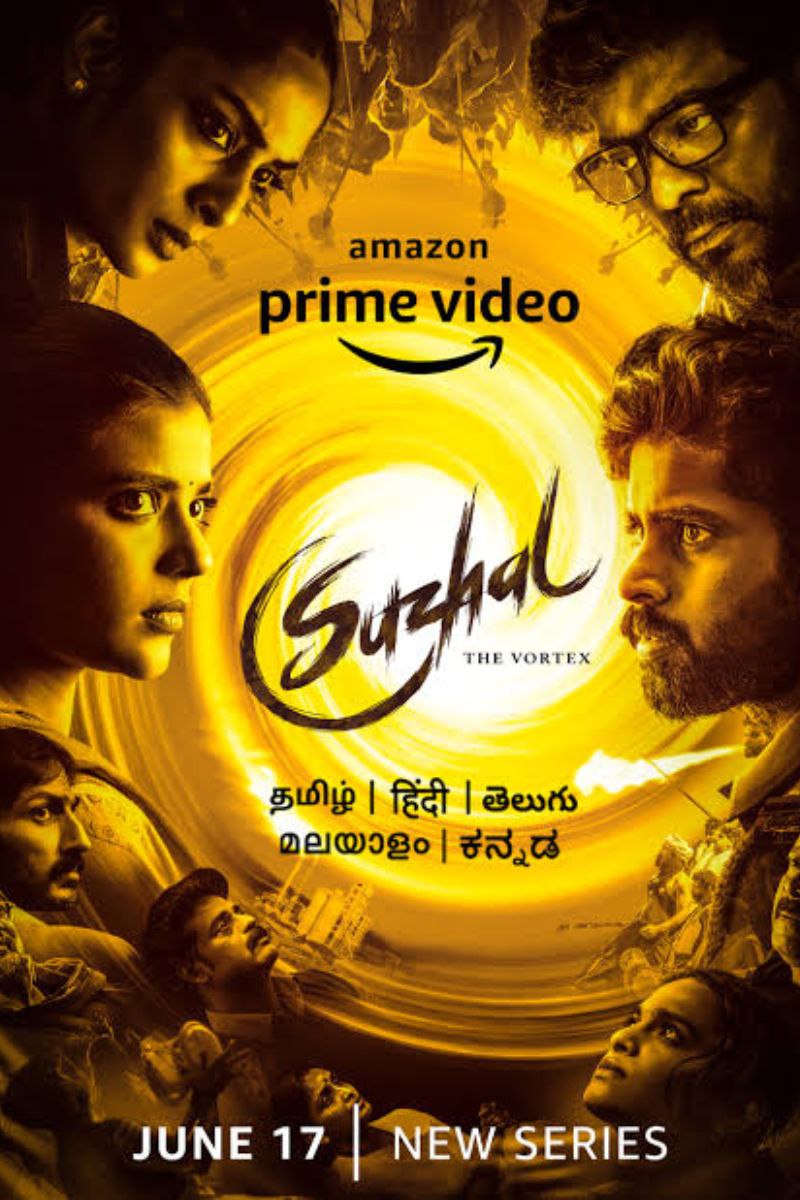 amazon
prime video
Suzhal
THE VORTEX
தமிழ் | हिंदी | తెలుగు
മലയാളം | ಕನ್ನಡ
JUNE 17 | NEW SERIES